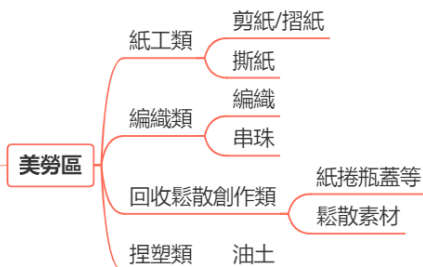 美勞區
紙工類
剪紙/摺紙
撕紙
編織類
編織
串珠
回收鬆散創作類
紙捲瓶蓋等
鬆散素材
捏塑類
油土